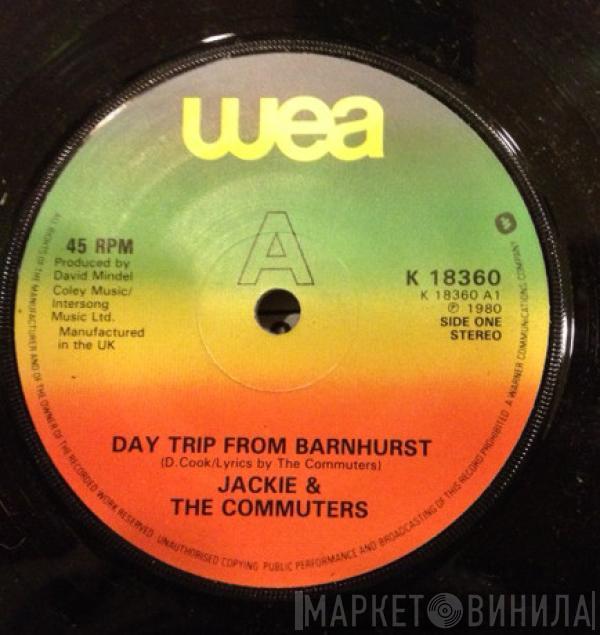 wea
A
45 RPM
Produced by
David Mindel
Coley Music/
Intersong
Music Ltd.
Manufactured
in the UK
K 18360
K 18360 A1
℗ 1980
SIDE ONE
STEREO
DAY TRIP FROM BARNHURST
(D.Cook/Lyrics by The Commuters)
JACKIE &
THE COMMUTERS
ALL RIGHTS OF THE MANUFACTURER AND OF THE OWNER OF THE RECORDED WORK RESERVED. UNAUTHORISED COPYING PUBLIC PERFORMANCE AND BROADCASTING OF THIS RECORD PROHIBITED. A WARNER COMMUNICATIONS COMPANY
МАРКЕТ ВИНИЛА